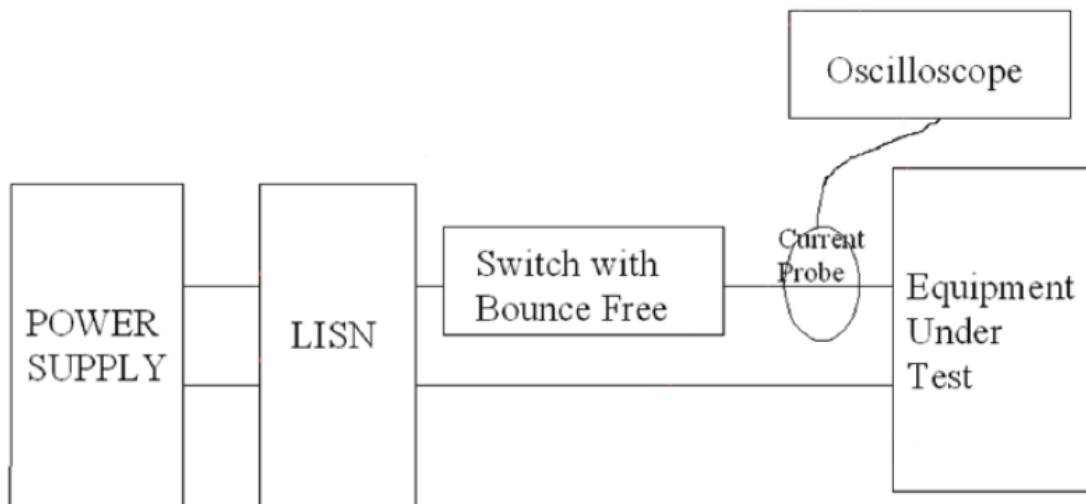 Oscilloscope
Current
Probe
Switch with
Bounce Free
POWER
SUPPLY
LISN
Equipment
Under
Test